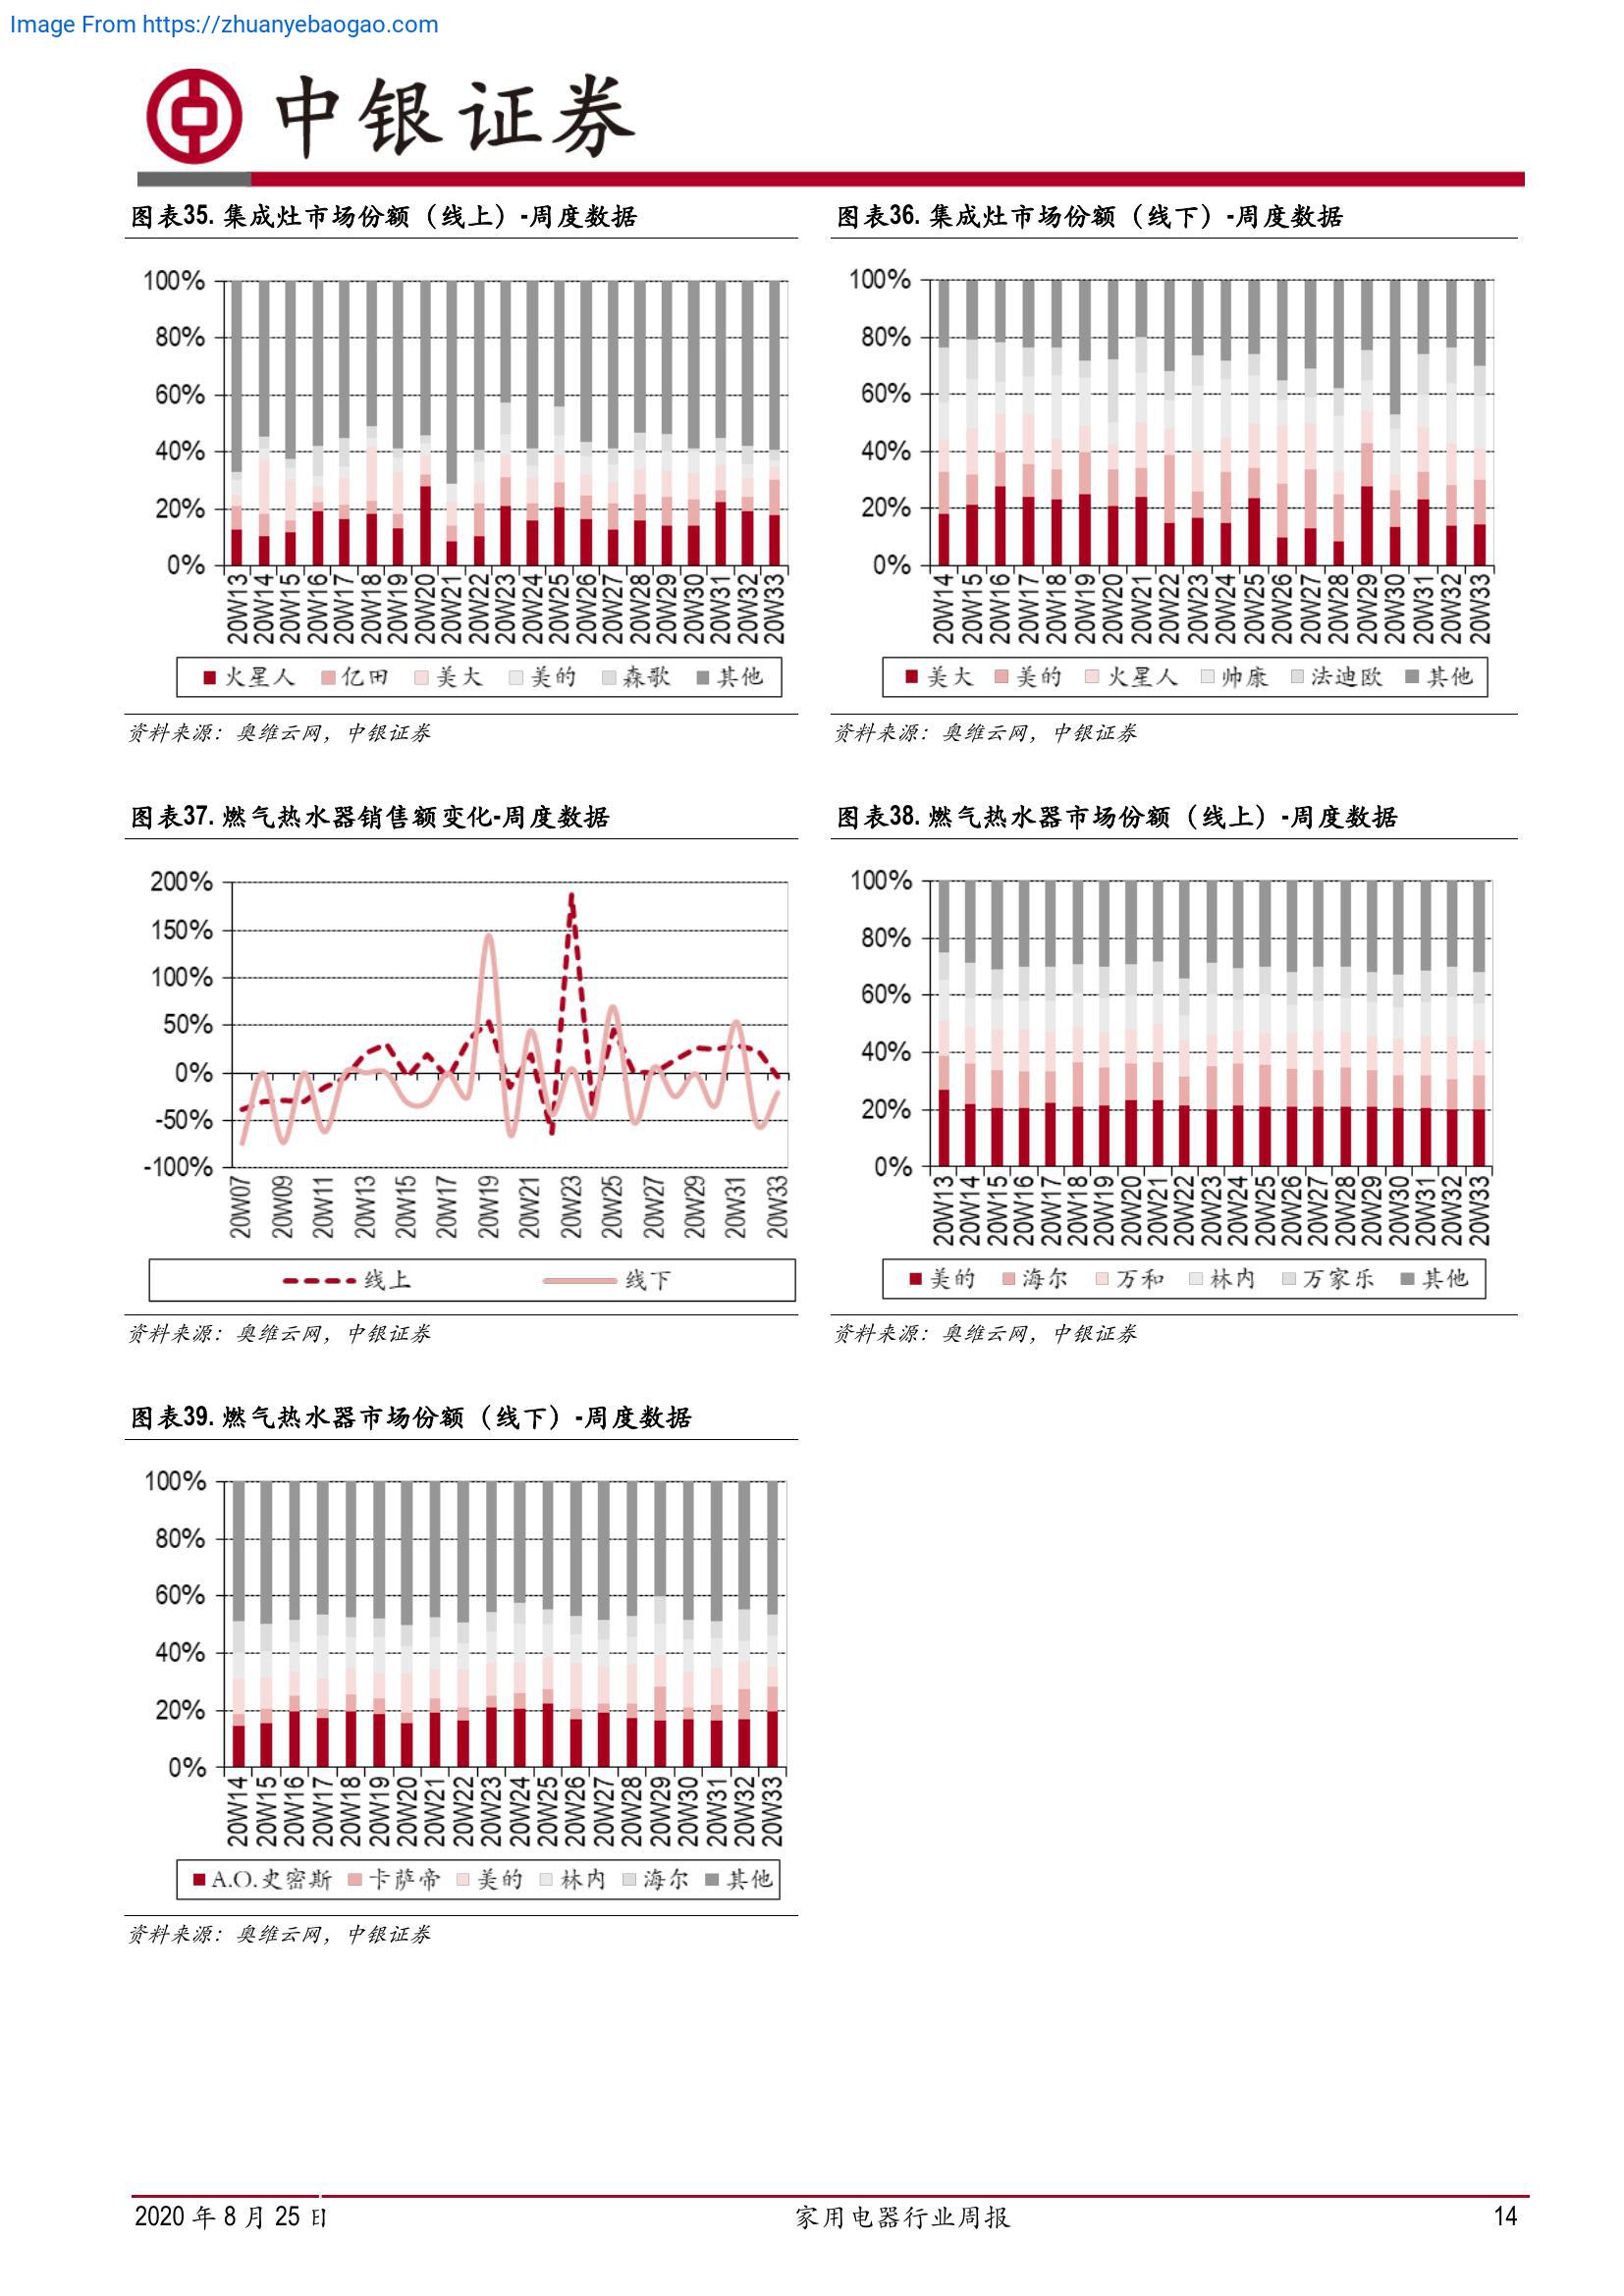 Image From https://zhuanyebaogao.com
中银证券
图表35. 集成灶市场份额（线上）-周度数据
100%
80%
60%
40%
20%
0%
20W13 20W14 20W15 20W16 20W17 20W18 20W19 20W20 20W21 20W22 20W23 20W24 20W25 20W26 20W27 20W28 20W29 20W30 20W31 20W32 20W33
火星人 亿田 美大 美的 森歌 其他
资料来源：奥维云网，中银证券
图表36. 集成灶市场份额（线下）-周度数据
100%
80%
60%
40%
20%
0%
20W14 20W15 20W16 20W17 20W18 20W19 20W20 20W21 20W22 20W23 20W24 20W25 20W26 20W27 20W28 20W29 20W30 20W31 20W32 20W33
美大 美的 火星人 帅康 法迪欧 其他
资料来源：奥维云网，中银证券
图表37. 燃气热水器销售额变化-周度数据
200%
150%
100%
50%
0%
-50%
-100%
20W07 20W09 20W11 20W13 20W15 20W17 20W19 20W21 20W23 20W25 20W27 20W29 20W31 20W33
线上 线下
资料来源：奥维云网，中银证券
图表38. 燃气热水器市场份额（线上）-周度数据
100%
80%
60%
40%
20%
0%
20W13 20W14 20W15 20W16 20W17 20W18 20W19 20W20 20W21 20W22 20W23 20W24 20W25 20W26 20W27 20W28 20W29 20W30 20W31 20W32 20W33
美的 海尔 万和 林内 万家乐 其他
资料来源：奥维云网，中银证券
图表39. 燃气热水器市场份额（线下）-周度数据
100%
80%
60%
40%
20%
0%
20W14 20W15 20W16 20W17 20W18 20W19 20W20 20W21 20W22 20W23 20W24 20W25 20W26 20W27 20W28 20W29 20W30 20W31 20W32 20W33
A.O.史密斯 卡萨帝 美的 林内 海尔 其他
资料来源：奥维云网，中银证券
2020 年 8 月 25 日 家用电器行业周报 14